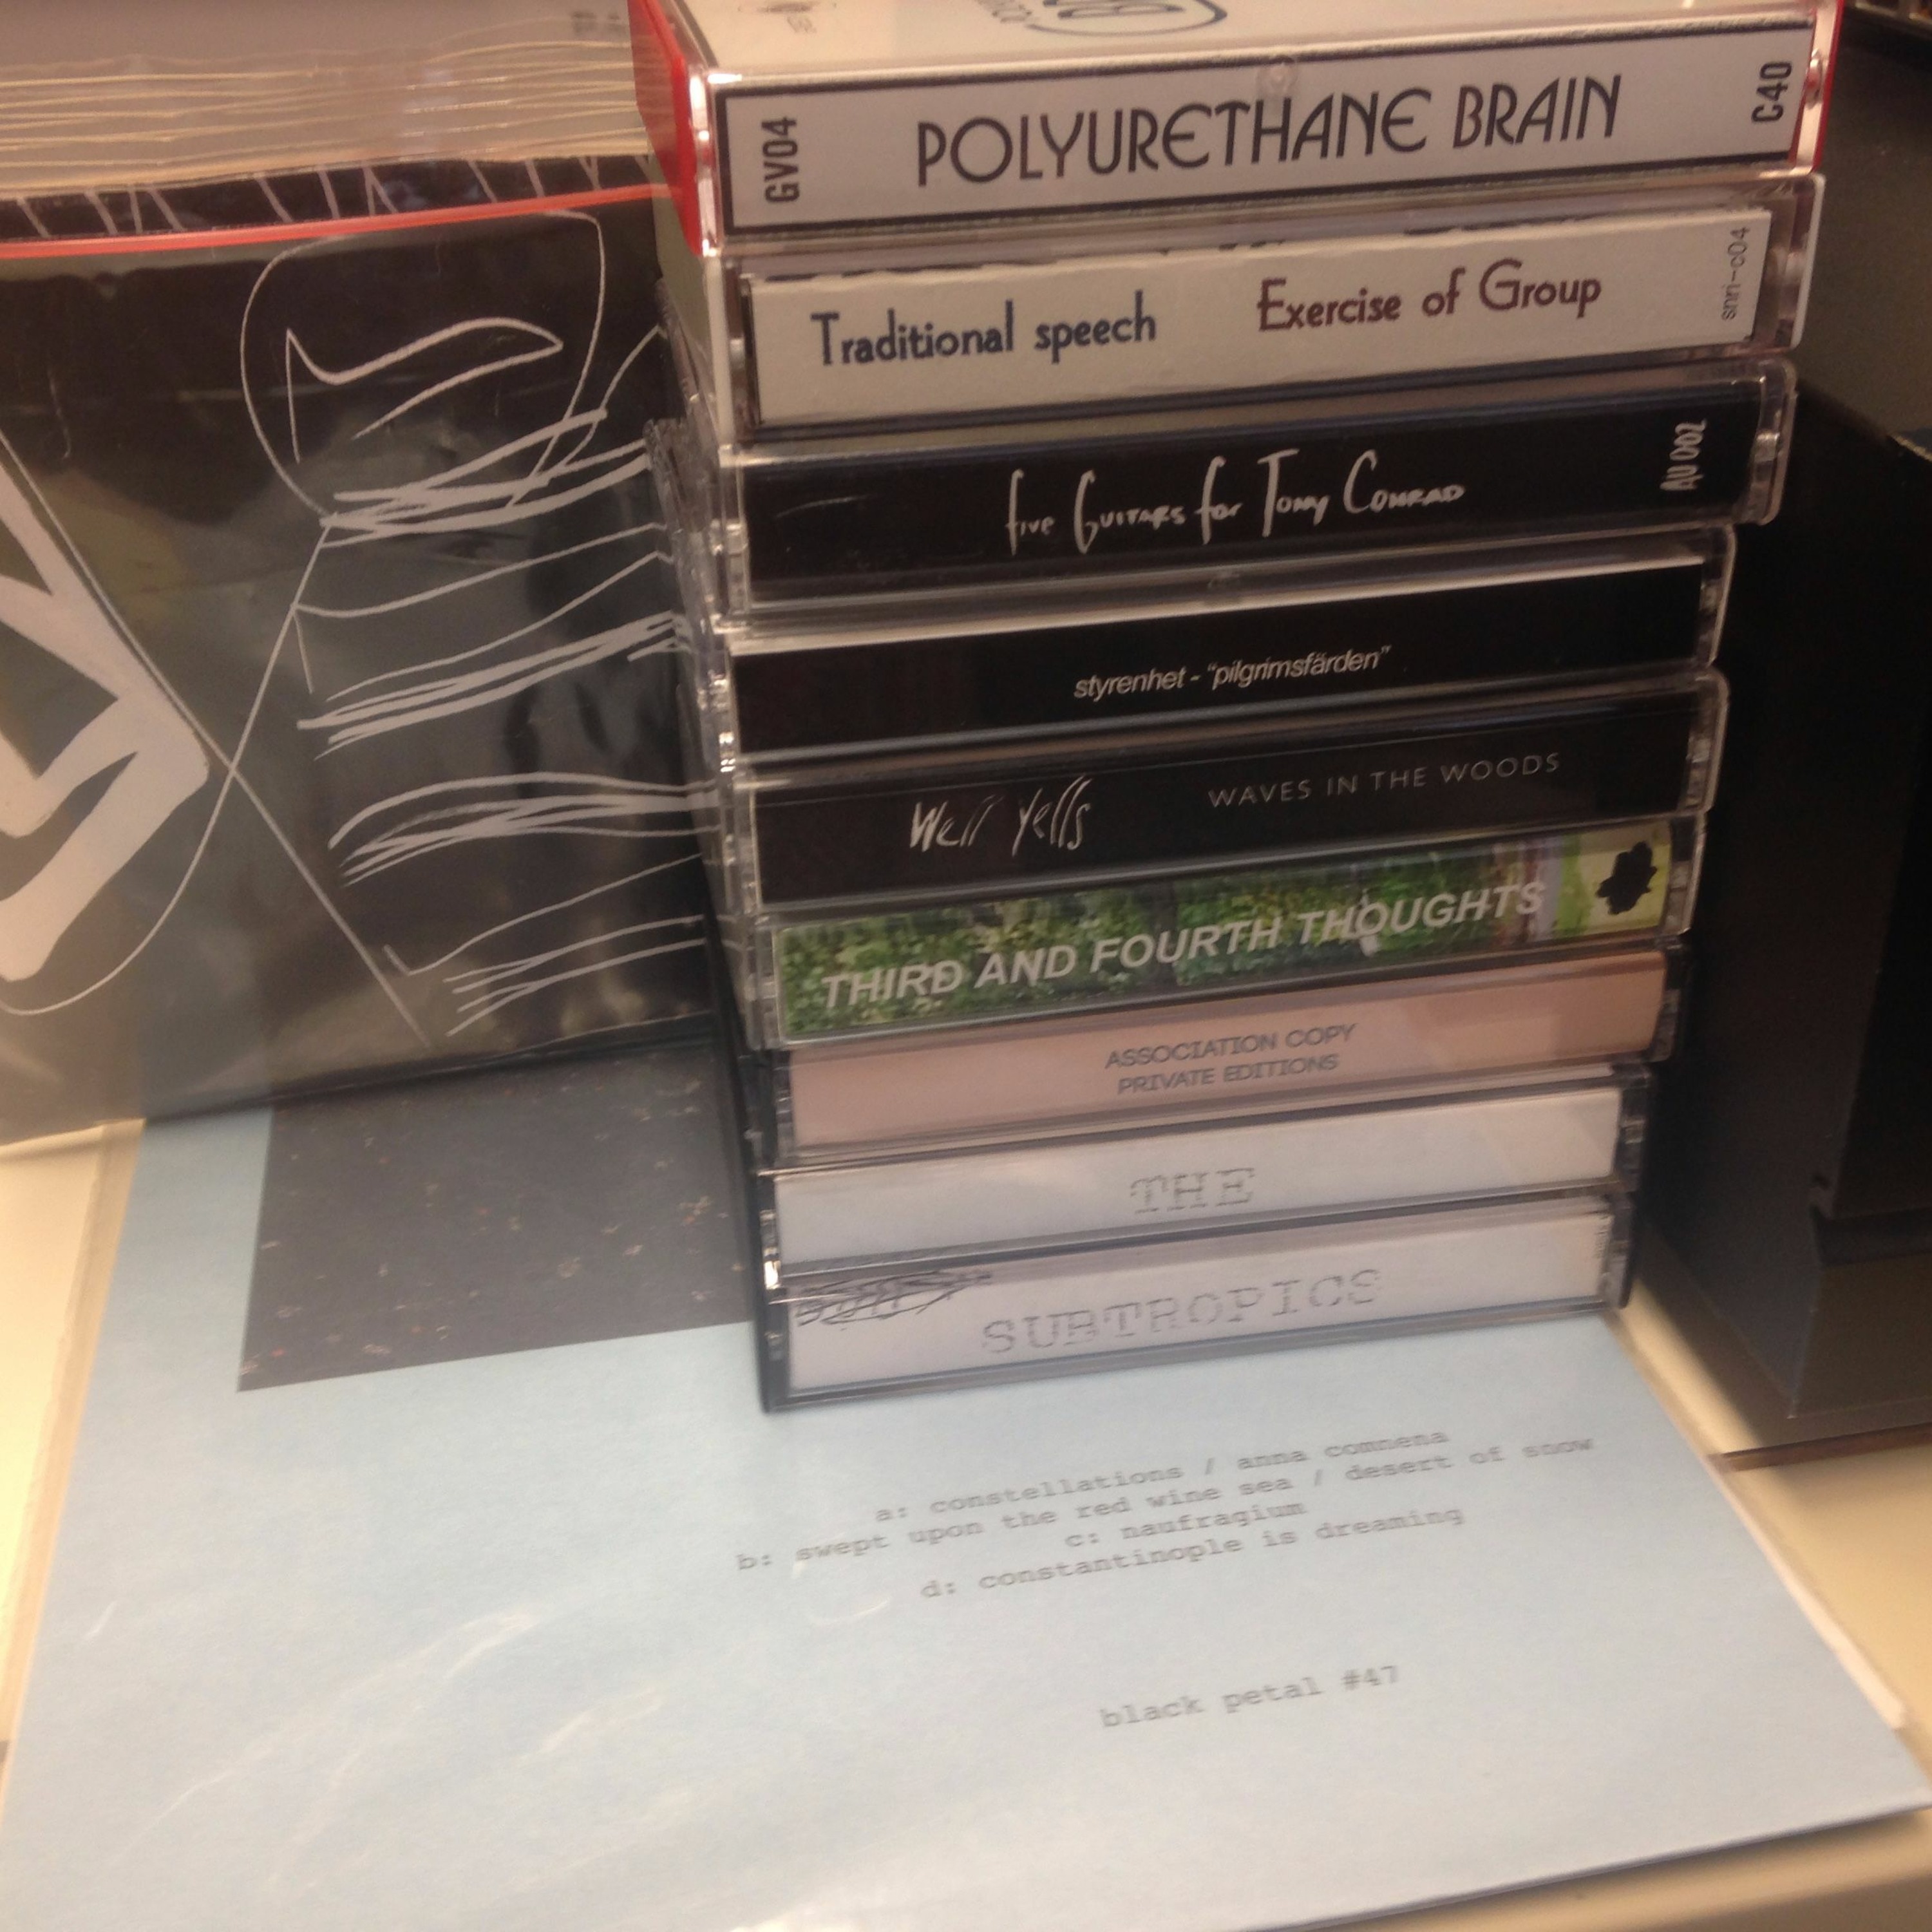 GV04
POLYURETHANE BRAIN
C40
Traditional speech Exercise of Group
snri-c04
five Guitars for Tony Conrad
AU 002
styrenhet - "pilgrimsfärden"
Well Yells WAVES IN THE WOODS
THIRD AND FOURTH THOUGHTS
ASSOCIATION COPY
PRIVATE EDITIONS
THE
SUBTROPICS
a: constellations / anna comnena
b: swept upon the red wine sea / desert of snow
c: naufragium
d: constantinople is dreaming
black petal #47